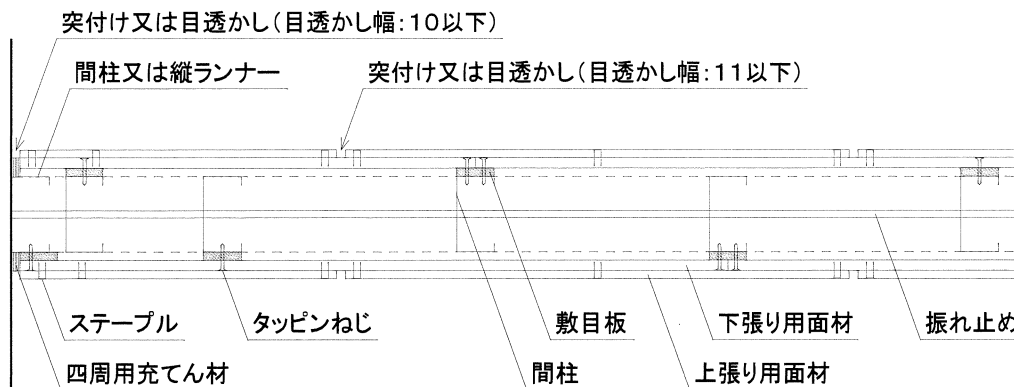 突付け又は目透かし(目透かし幅:10以下)
間柱又は縦ランナー
突付け又は目透かし(目透かし幅:11以下)
ステープル
タッピンねじ
敷目板
下張り用面材
振れ止め
四周用充てん材
間柱
上張り用面材